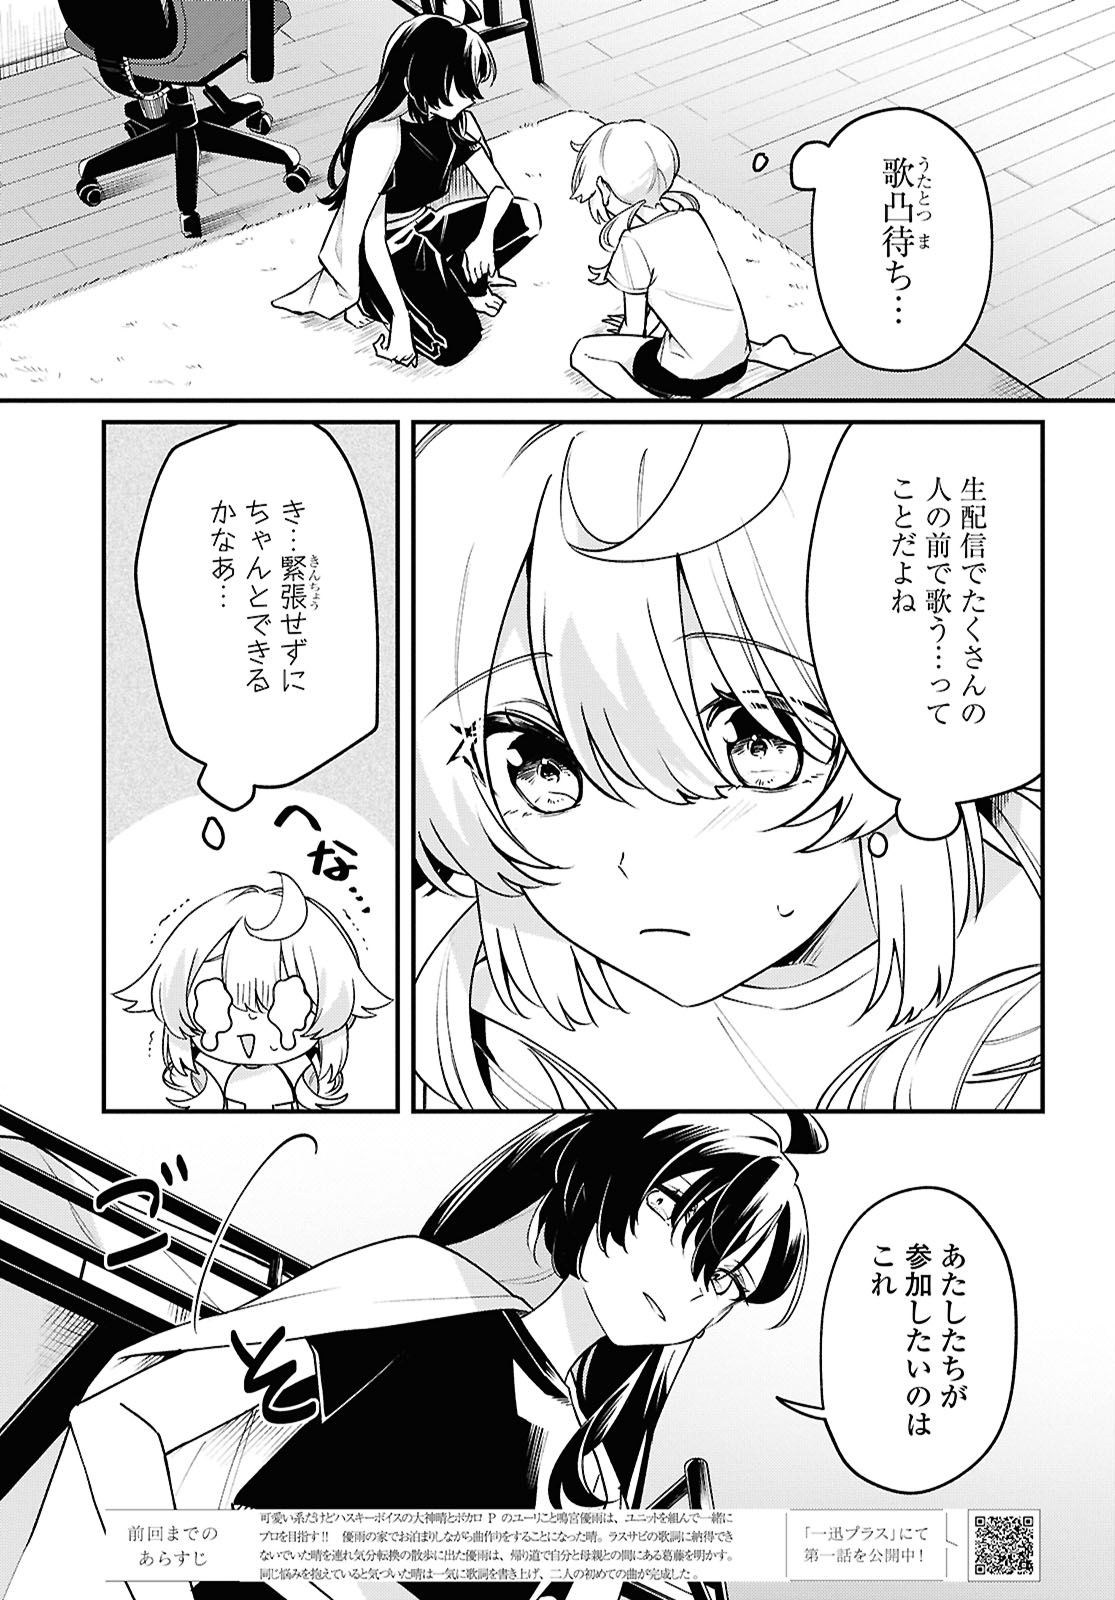 歌凸待ち…
うたとつ ま
生配信でたくさんの
人の前で歌う…って
ことだよね
き…緊張せずに
きんちょう
ちゃんとできる
かなあ…
へな…
ゴソ
あたしたちが
参加したいのは
これ
前回までの
あらすじ
可愛い系だけどハスキーボイスの大神晴とボカロPのユーリこと鳴宮優雨は、ユニットを組んで一緒に
プロを目指す!! 優雨の家でお泊まりしながら曲作りをすることになった晴。ラスサビの歌詞に納得でき
ないでいた晴を連れ気分転換の散歩に出た優雨は、帰り道で自分と母親との間にある葛藤を明かす。
同じ悩みを抱えていると気づいた晴は一気に歌詞を書き上げ、二人の初めての曲が完成した。
「一迅プラス」にて
第一話を公開中!